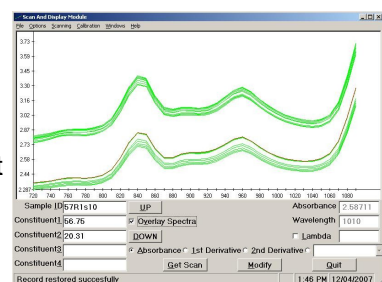 Scan And Display Module
File Options Scanning Calibration Windows Help
3.73
3.59
3.45
3.30
3.16
3.02
2.87
2.73
2.58
2.44
2.287
720 740 760 780 800 820 840 860 880 900 920 940 960 980 1000 1020 1040 1060 1080
Sample ID 57R1s10 UP Absorbance 2.58711
Constituent1 56.75 Overlay Spectra Wavelength 1010
Constituent2 20.31 DOWN Lambda
Constituent3 Absorbance 1st Derivative 2nd Derivative
Constituent4 Get Scan Modify Quit
Record restored succesfully 1:46 PM 12/04/2007